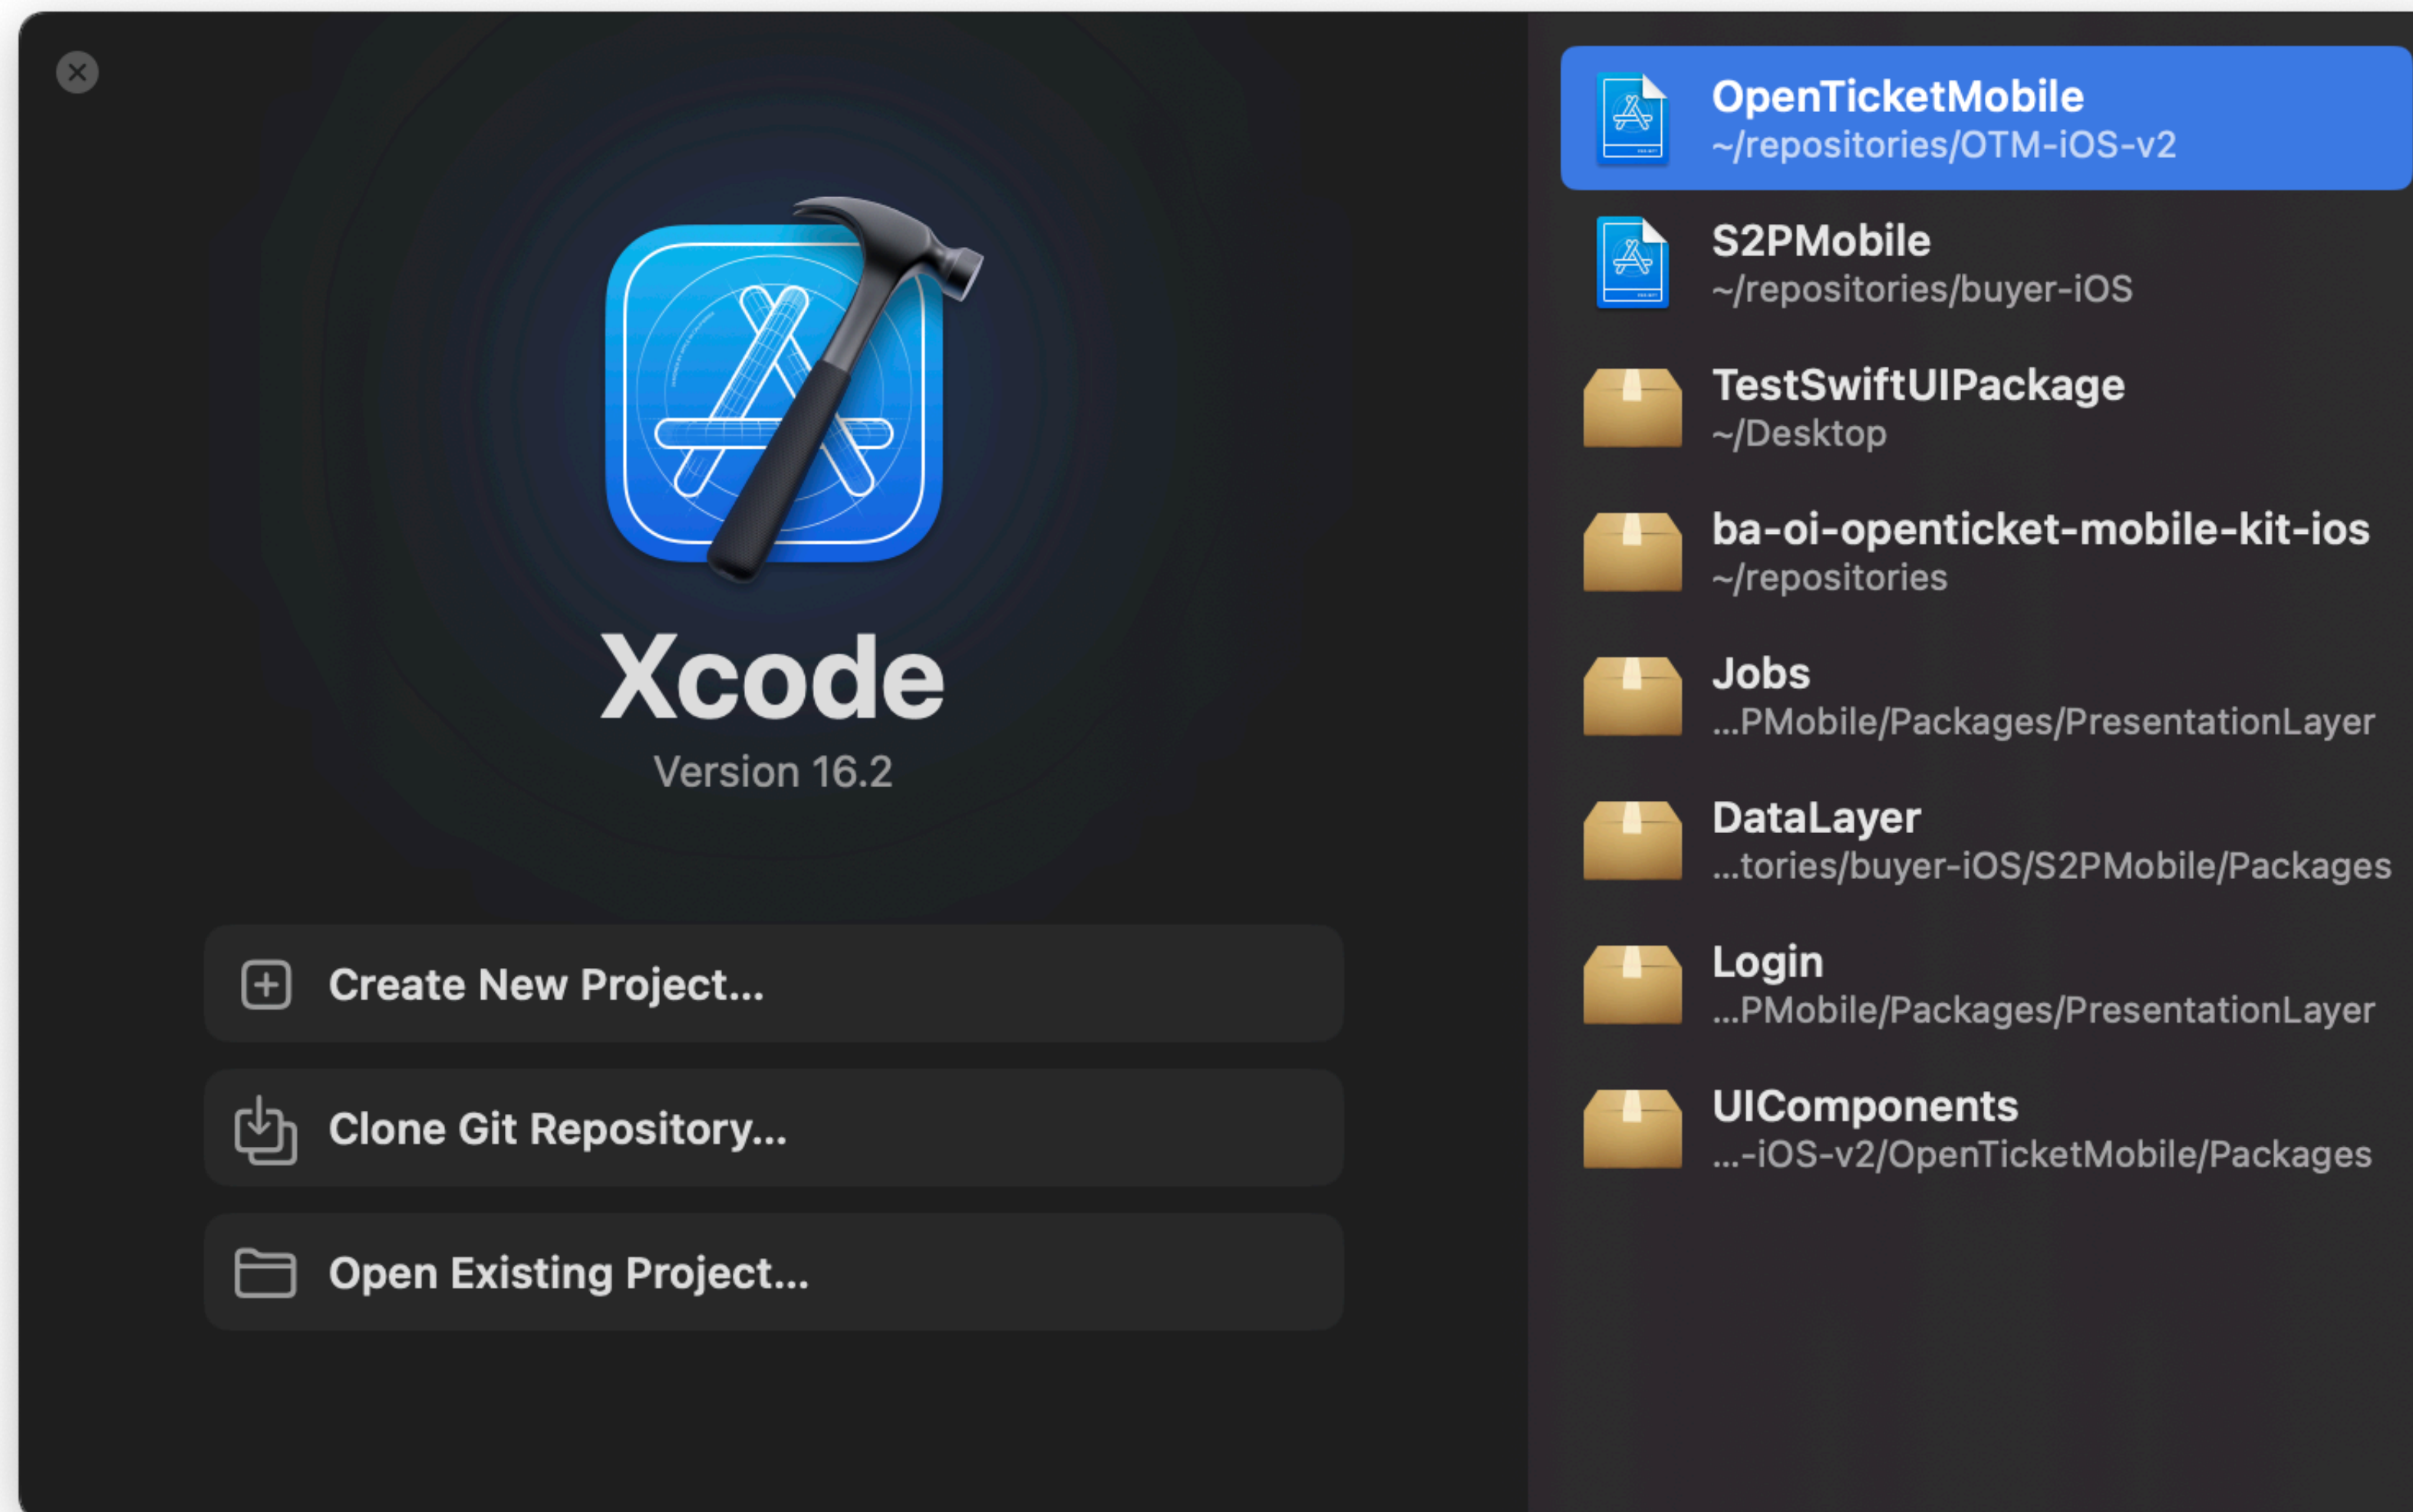 Xcode
Version 16.2
Create New Project...
Clone Git Repository...
Open Existing Project...
OpenTicketMobile
~/repositories/OTM-iOS-v2
S2PMobile
~/repositories/buyer-iOS
TestSwiftUIPackage
~/Desktop
ba-oi-openticket-mobile-kit-ios
~/repositories
Jobs
...PMobile/Packages/PresentationLayer
DataLayer
...tories/buyer-iOS/S2PMobile/Packages
Login
...PMobile/Packages/PresentationLayer
UIComponents
...-iOS-v2/OpenTicketMobile/Packages